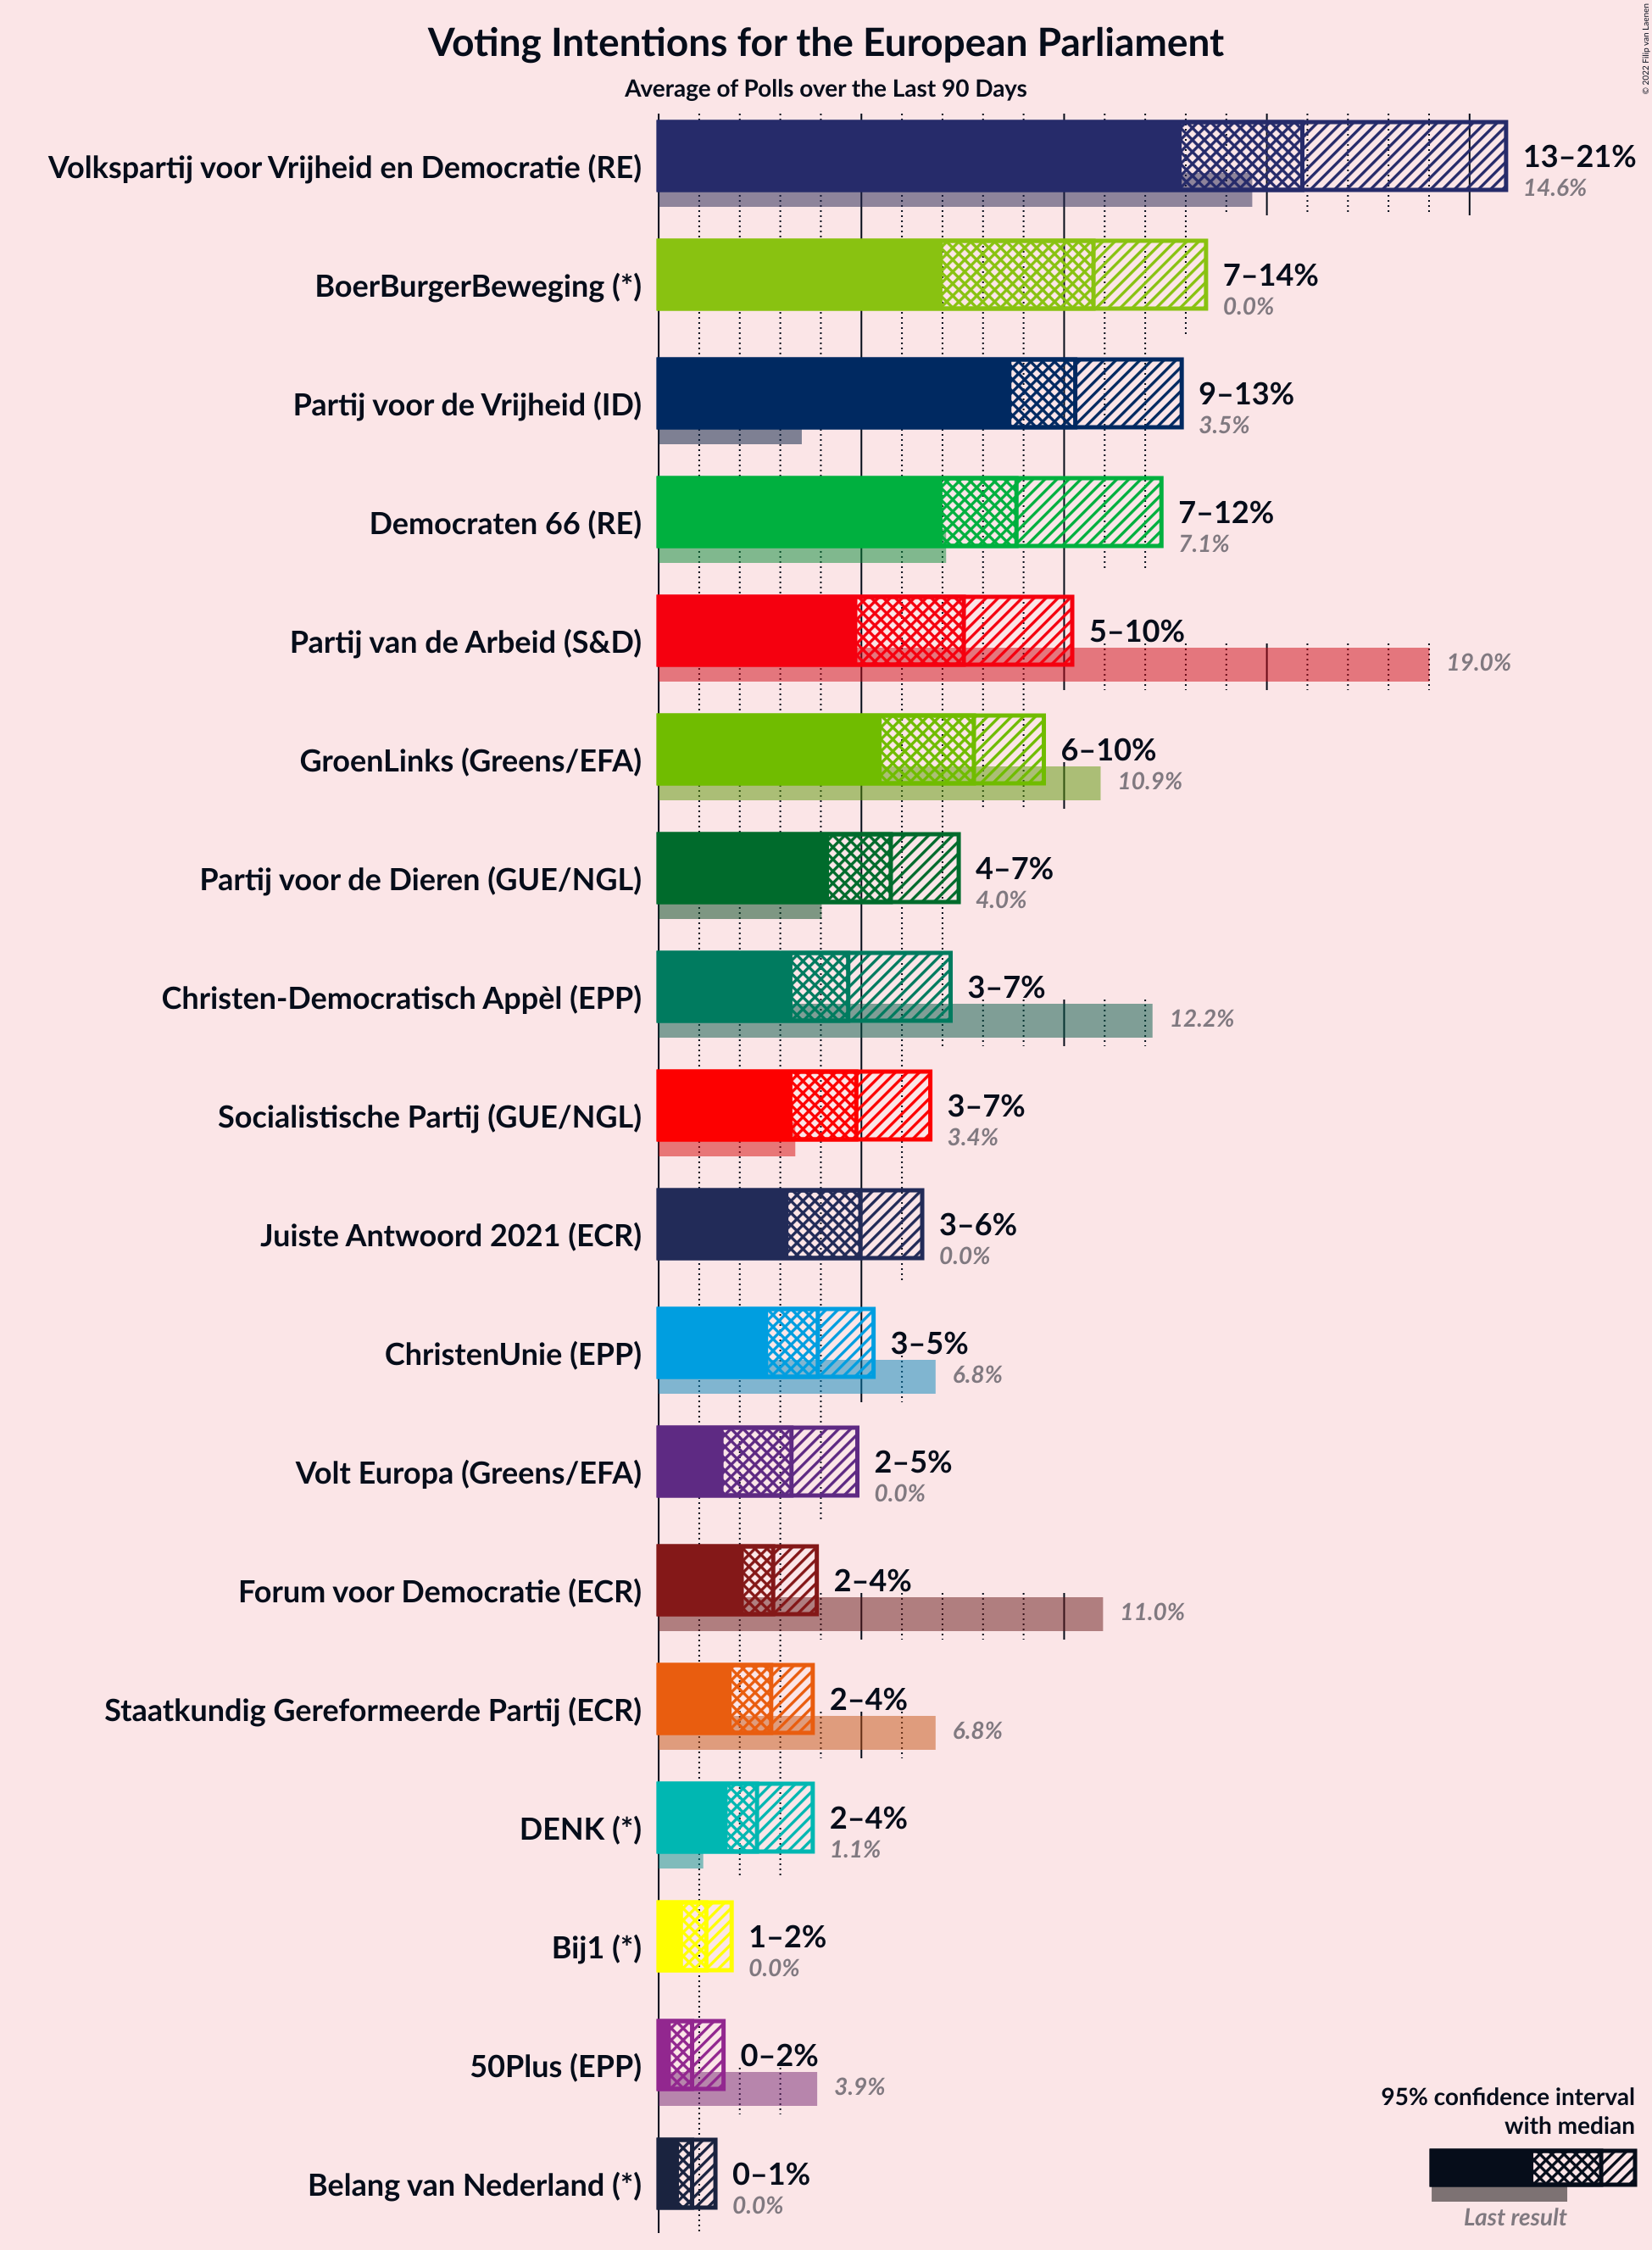 Voting Intentions for the European Parliament
Average of Polls over the Last 90 Days
© 2022 Filip van Laenen
Volkspartij voor Vrijheid en Democratie (RE)
13–21%
14.6%
BoerBurgerBeweging (*)
7–14%
0.0%
Partij voor de Vrijheid (ID)
9–13%
3.5%
Democraten 66 (RE)
7–12%
7.1%
Partij van de Arbeid (S&D)
5–10%
19.0%
GroenLinks (Greens/EFA)
6–10%
10.9%
Partij voor de Dieren (GUE/NGL)
4–7%
4.0%
Christen-Democratisch Appèl (EPP)
3–7%
12.2%
Socialistische Partij (GUE/NGL)
3–7%
3.4%
Juiste Antwoord 2021 (ECR)
3–6%
0.0%
ChristenUnie (EPP)
3–5%
6.8%
Volt Europa (Greens/EFA)
2–5%
0.0%
Forum voor Democratie (ECR)
2–4%
11.0%
Staatkundig Gereformeerde Partij (ECR)
2–4%
6.8%
DENK (*)
2–4%
1.1%
Bij1 (*)
1–2%
0.0%
50Plus (EPP)
0–2%
3.9%
Belang van Nederland (*)
0–1%
0.0%
95% confidence interval
with median
Last result